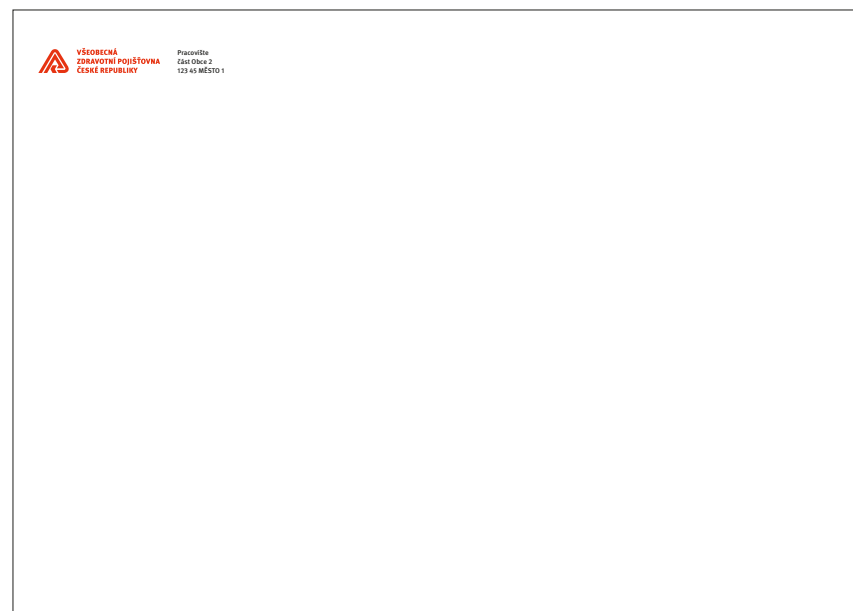 VŠEOBECNÁ
ZDRAVOTNÍ POJIŠŤOVNA
ČESKÉ REPUBLIKY
Pracoviště
část Obce 2
123 45 MĚSTO 1